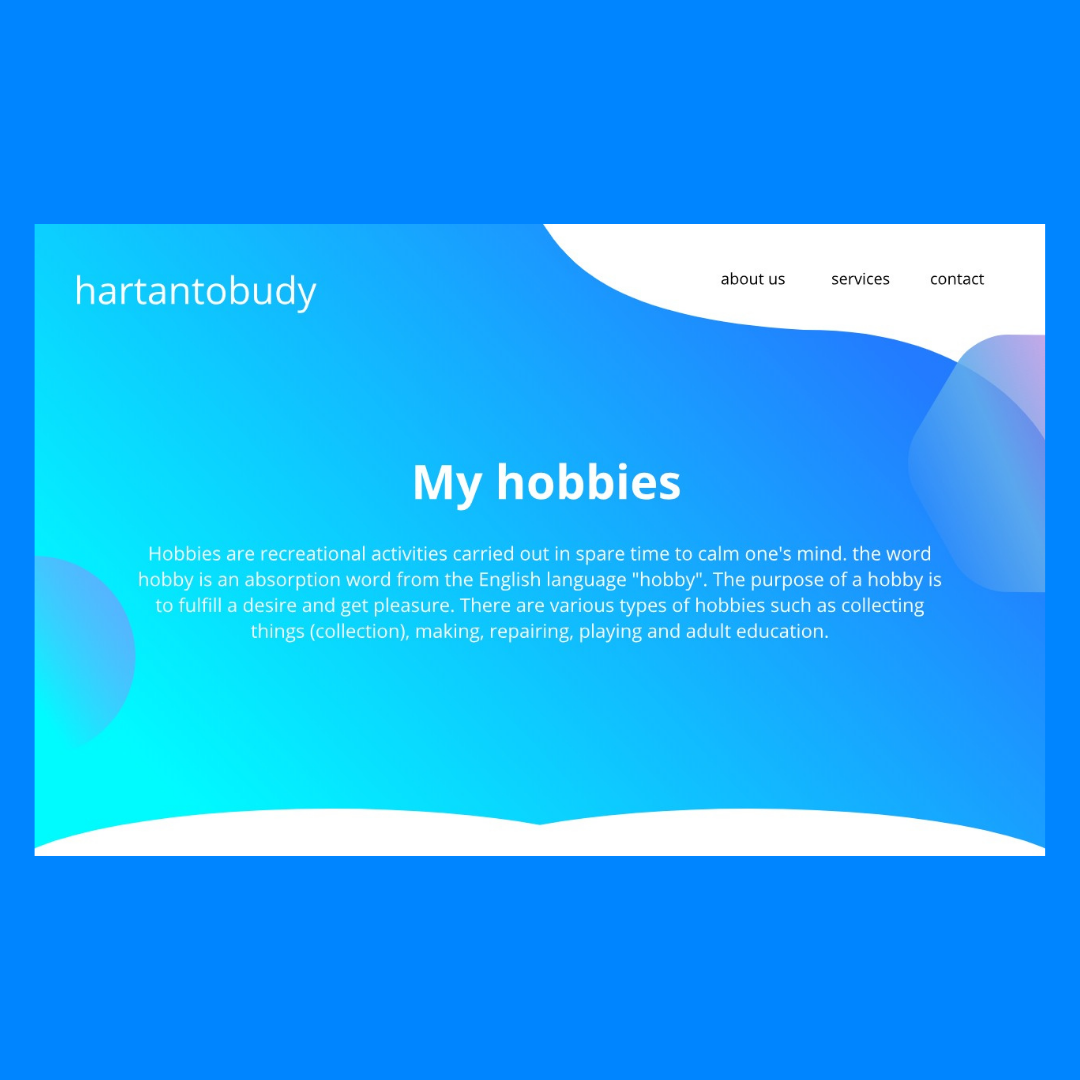 hartantobudy
about us services contact
My hobbies
Hobbies are recreational activities carried out in spare time to calm one's mind. the word
hobby is an absorption word from the English language "hobby". The purpose of a hobby is
to fulfill a desire and get pleasure. There are various types of hobbies such as collecting
things (collection), making, repairing, playing and adult education.